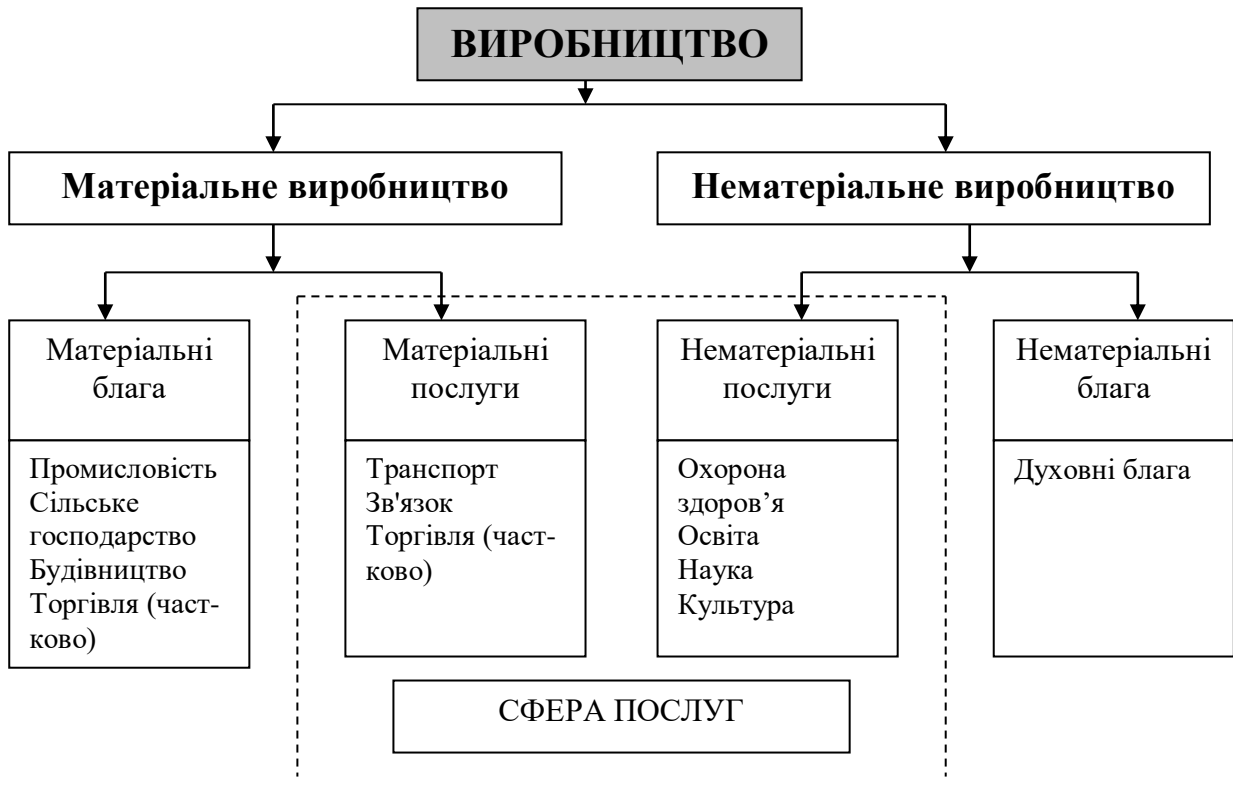 ВИРОБНИЦТВО
Матеріальне виробництво
Нематеріальне виробництво
Матеріальні
блага
Матеріальні
послуги
Нематеріальні
послуги
Нематеріальні
блага
Промисловість
Сільське
господарство
Будівництво
Торгівля (част-
ково)
Транспорт
Зв'язок
Торгівля (част-
ково)
Охорона
здоров’я
Освіта
Наука
Культура
Духовні блага
СФЕРА ПОСЛУГ